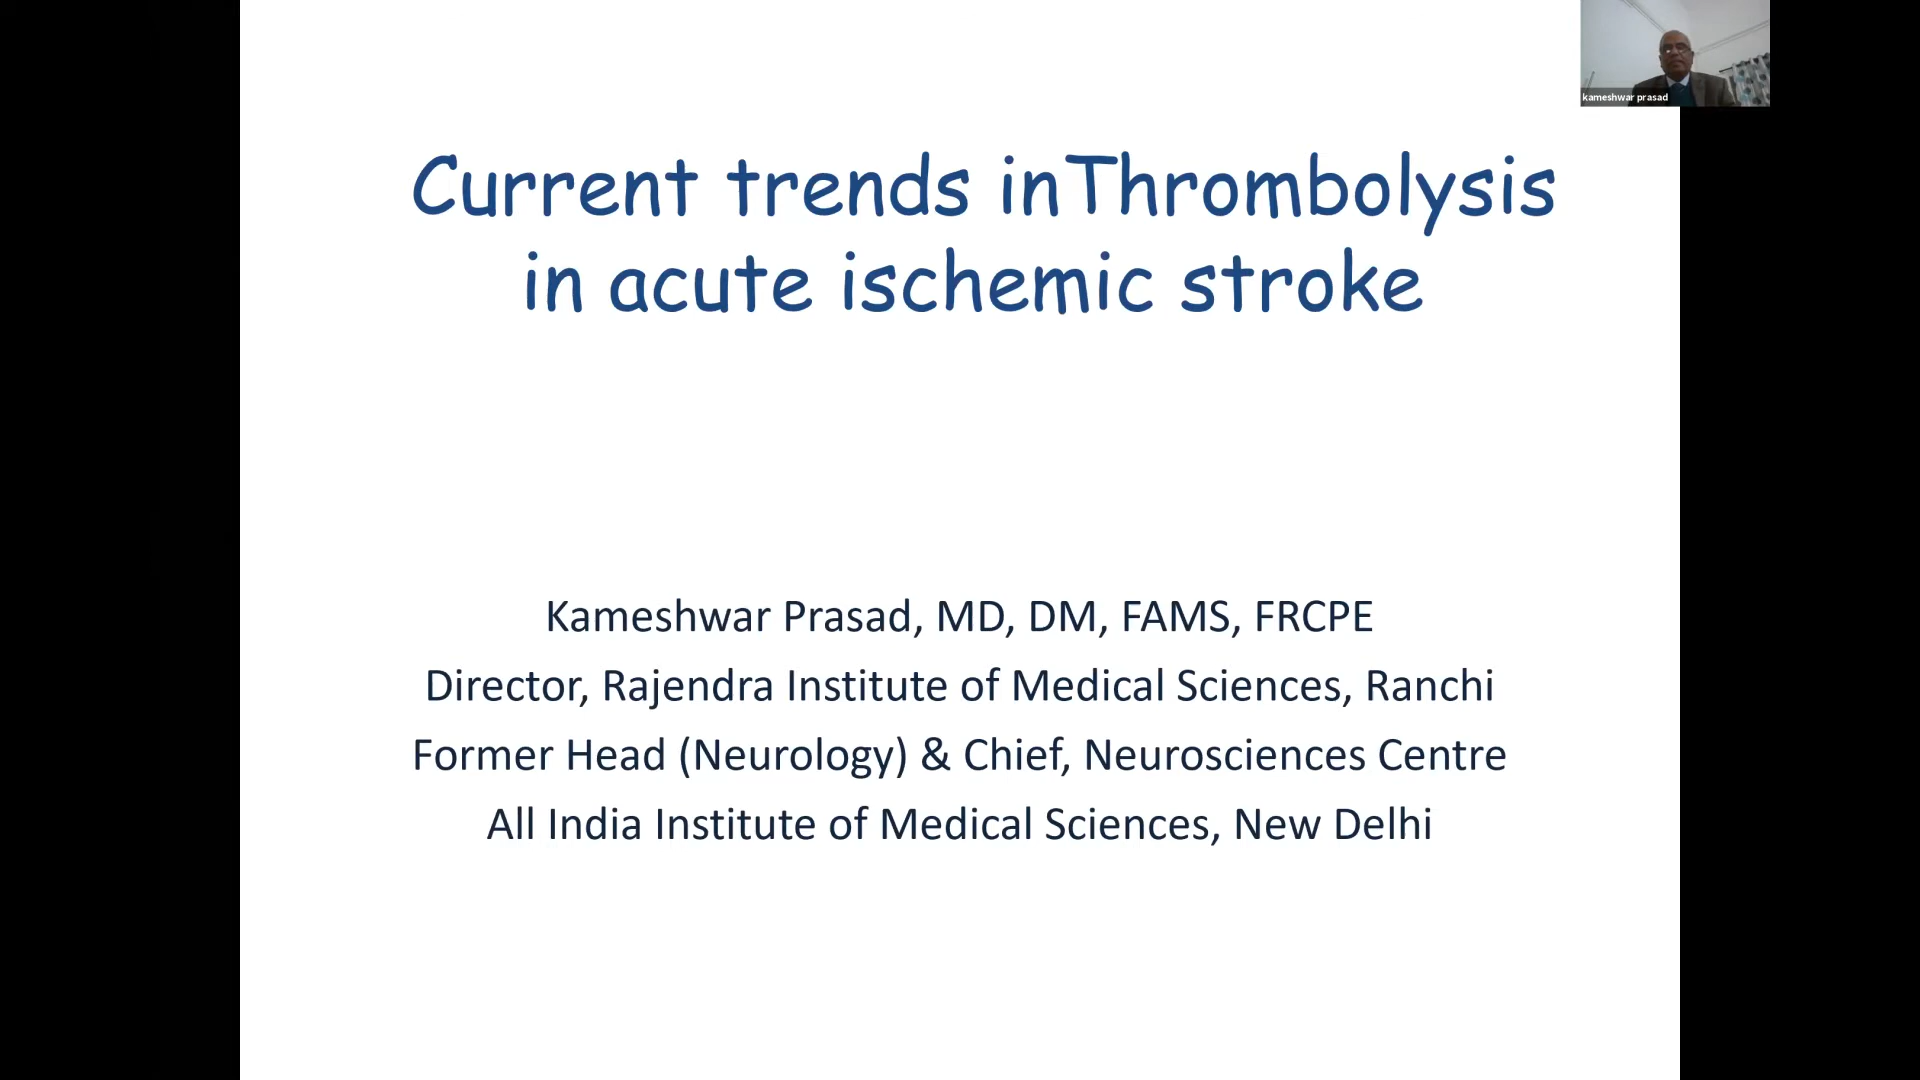 kameshwar prasad
Current trends inThrombolysis
in acute ischemic stroke
Kameshwar Prasad, MD, DM, FAMS, FRCPE
Director, Rajendra Institute of Medical Sciences, Ranchi
Former Head (Neurology) & Chief, Neurosciences Centre
All India Institute of Medical Sciences, New Delhi